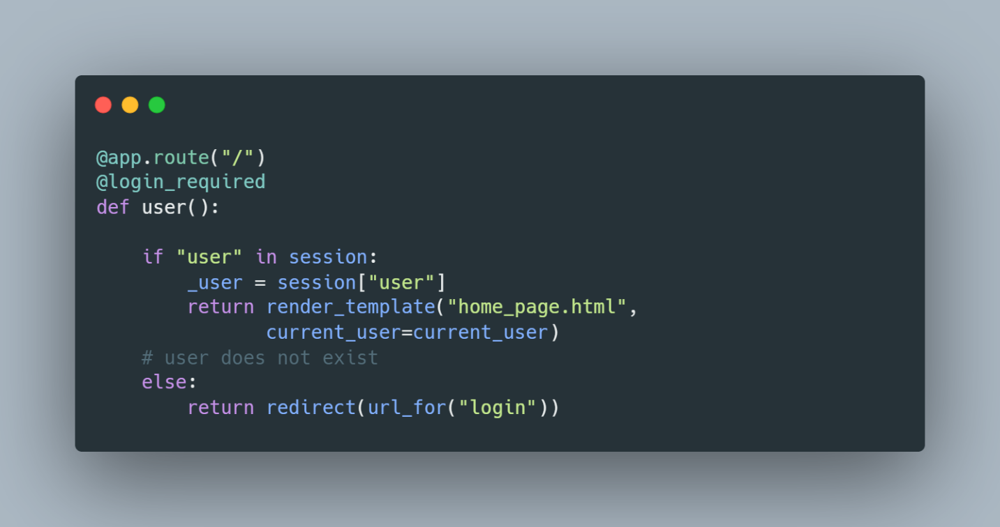 @app.route("/")
@login_required
def user():
    if "user" in session:
        _user = session["user"]
        return render_template("home_page.html",
               current_user=current_user)
    # user does not exist
    else:
        return redirect(url_for("login"))